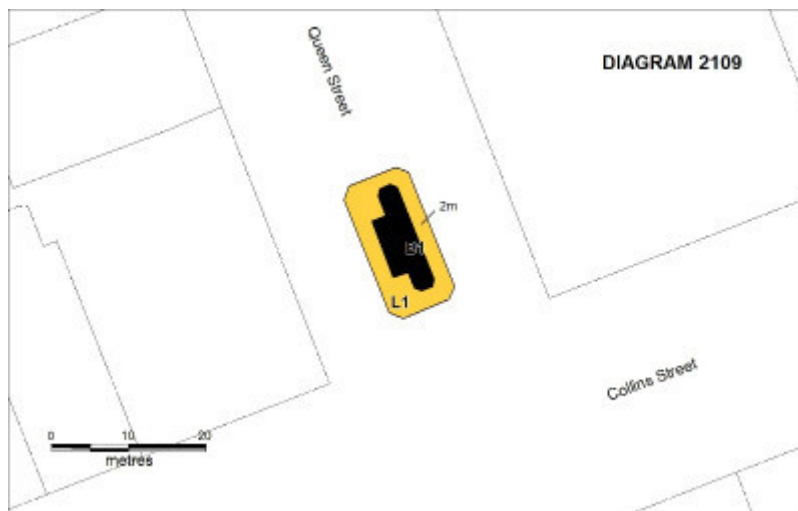 Queen Street
DIAGRAM 2109
2m
B1
L1
Collins Street
0 10 20
metres